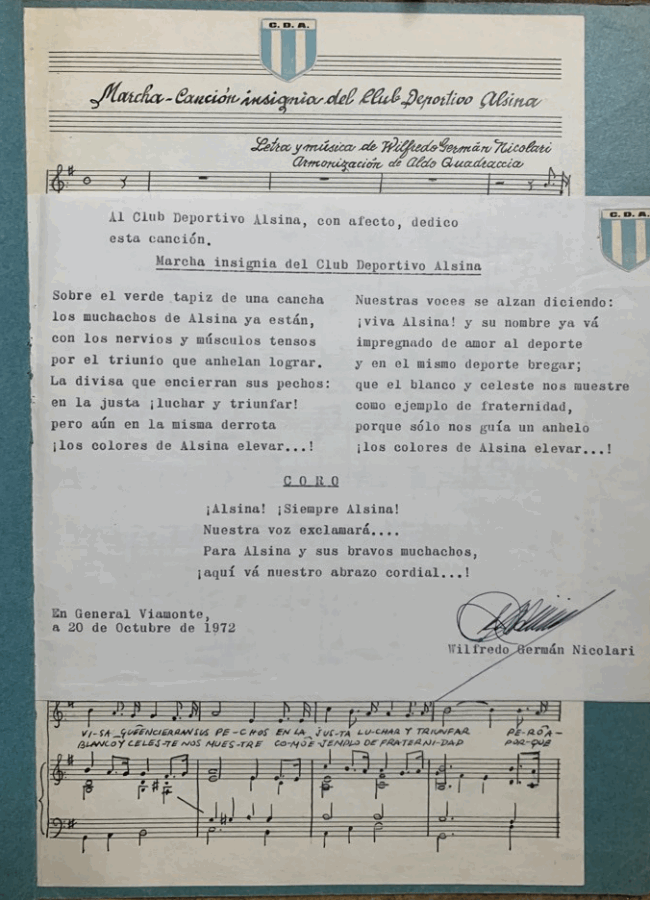 C. D. A.
Marcha-Canción insignia del Club Deportivo Alsina
Letra y música de Wilfredo Germán Nicolari
Armonización de Aldo Quadraccia
C. D. A.
Al Club Deportivo Alsina, con afecto, dedico
esta canción.
Marcha insignia del Club Deportivo Alsina
Sobre el verde tapiz de una cancha
los muchachos de Alsina ya están,
con los nervios y músculos tensos
por el triunio que anhelan lograr.
La divisa que encierran sus pechos:
en la justa ¡luchar y triunfar!
pero aún en la misma derrota
¡los colores de Alsina elevar...!
Nuestras voces se alzan diciendo:
¡viva Alsina! y su nombre ya vá
impregnado de amor al deporte
y en el mismo deporte bregar;
que el blanco y celeste nos muestre
como ejemplo de fraternidad,
porque sólo nos guía un anhelo
¡los colores de Alsina elevar...!
C O R O
¡Alsina! ¡Siempre Alsina!
Nuestra voz exclamará....
Para Alsina y sus bravos muchachos,
¡aquí vá nuestro abrazo cordial...!
En General Viamonte,
a 20 de Octubre de 1972
Wilfredo Germán Nicolari
VI-SA QUEENCIERRANSUS PE-CHOS EN LA JUS-TA LU-CHAR Y TRIUNFAR PE-ROA-
BLANCO Y CELES-TE NOS MUES-TRE CO-MOE-JEMPLO DE FRATERNI-DAD POR-QUE